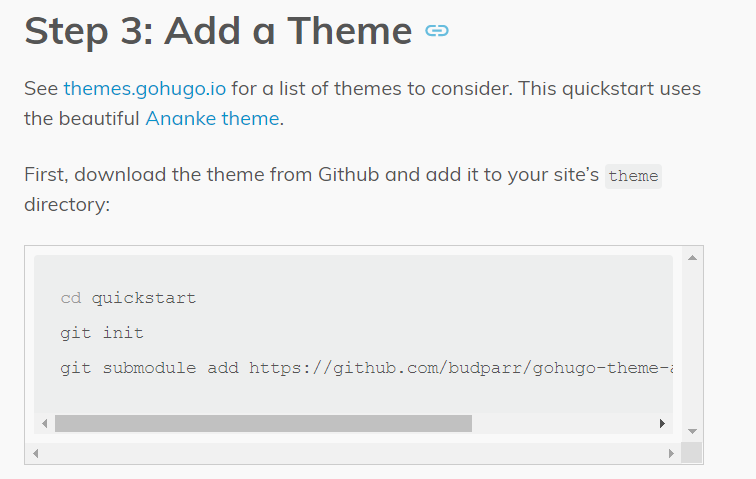 Step 3: Add a Theme
See themes.gohugo.io for a list of themes to consider. This quickstart uses
the beautiful Ananke theme.
First, download the theme from Github and add it to your site’s theme
directory:
cd quickstart
git init
git submodule add https://github.com/budparr/gohugo-theme-